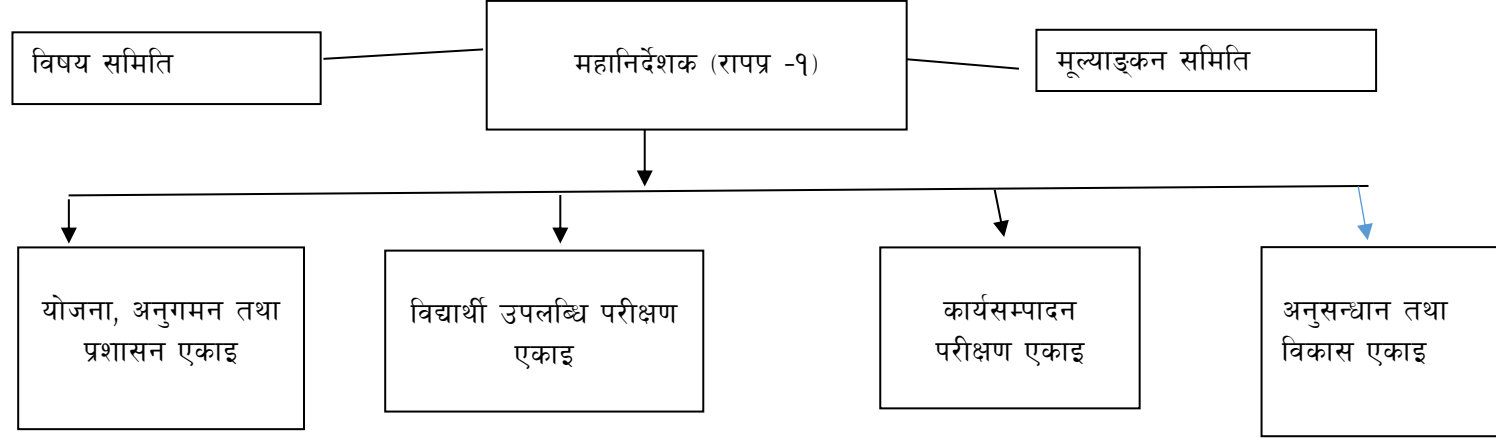 विषय समिति
महानिर्देशक (रापप्र -१)
मूल्याङ्कन समिति
योजना, अनुगमन तथा
प्रशासन एकाइ
विद्यार्थी उपलब्धि परीक्षण
एकाइ
कार्यसम्पादन
परीक्षण एकाइ
अनुसन्धान तथा
विकास एकाइ